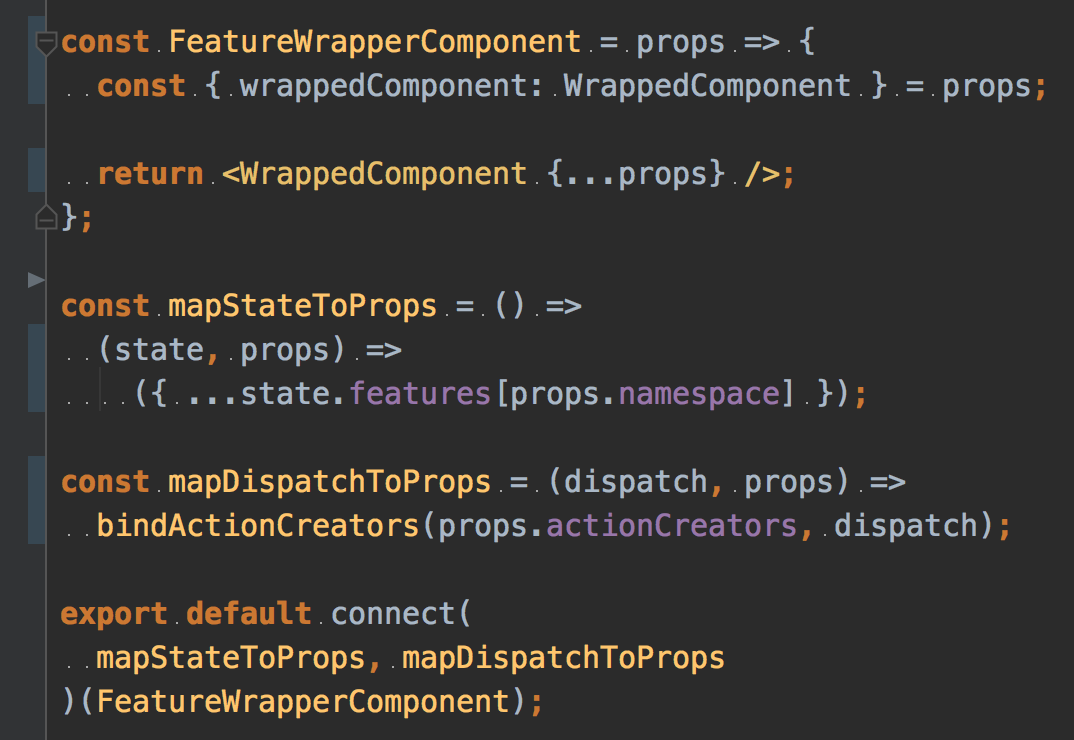 const FeatureWrapperComponent = props => {
  const { wrappedComponent: WrappedComponent } = props;

  return <WrappedComponent {...props} />;
};

const mapStateToProps = () =>
  (state, props) =>
    ({ ...state.features[props.namespace] });

const mapDispatchToProps = (dispatch, props) =>
  bindActionCreators(props.actionCreators, dispatch);

export default connect(
  mapStateToProps, mapDispatchToProps
)(FeatureWrapperComponent);